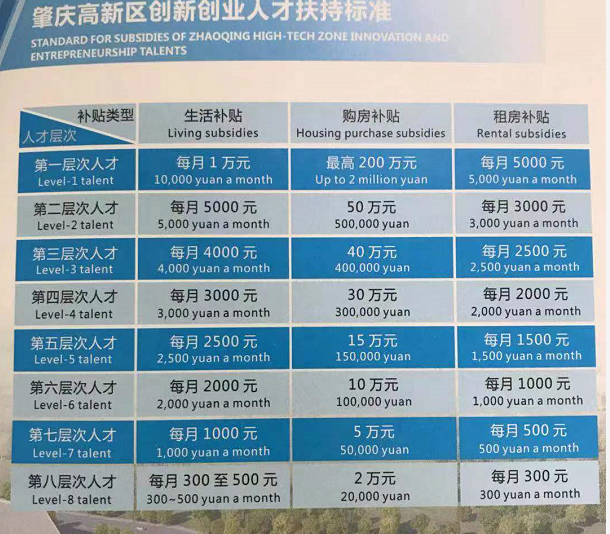 肇庆高新区创新创业人才扶持标准
STANDARD FOR SUBSIDIES OF ZHAOQING HIGH-TECH ZONE INNOVATION AND
ENTREPRENEURSHIP TALENTS
补贴类型
人才层次
生活补贴
Living subsidies
购房补贴
Housing purchase subsidies
租房补贴
Rental subsidies
第一层次人才
Level-1 talent
每月 1 万元
10,000 yuan a month
最高 200 万元
Up to 2 million yuan
每月 5000 元
5,000 yuan a month
第二层次人才
Level-2 talent
每月 5000 元
5,000 yuan a month
50 万元
500,000 yuan
每月 3000 元
3,000 yuan a month
第三层次人才
Level-3 talent
每月 4000 元
4,000 yuan a month
40 万元
400,000 yuan
每月 2500 元
2,500 yuan a month
第四层次人才
Level-4 talent
每月 3000 元
3,000 yuan a month
30 万元
300,000 yuan
每月 2000 元
2,000 yuan a month
第五层次人才
Level-5 talent
每月 2500 元
2,500 yuan a month
15 万元
150,000 yuan
每月 1500 元
1,500 yuan a month
第六层次人才
Level-6 talent
每月 2000 元
2,000 yuan a month
10 万元
100,000 yuan
每月 1000 元
1,000 yuan a month
第七层次人才
Level-7 talent
每月 1000 元
1,000 yuan a month
5 万元
50,000 yuan
每月 500 元
500 yuan a month
第八层次人才
Level-8 talent
每月 300 至 500 元
300~500 yuan a month
2 万元
20,000 yuan
每月 300 元
300 yuan a month